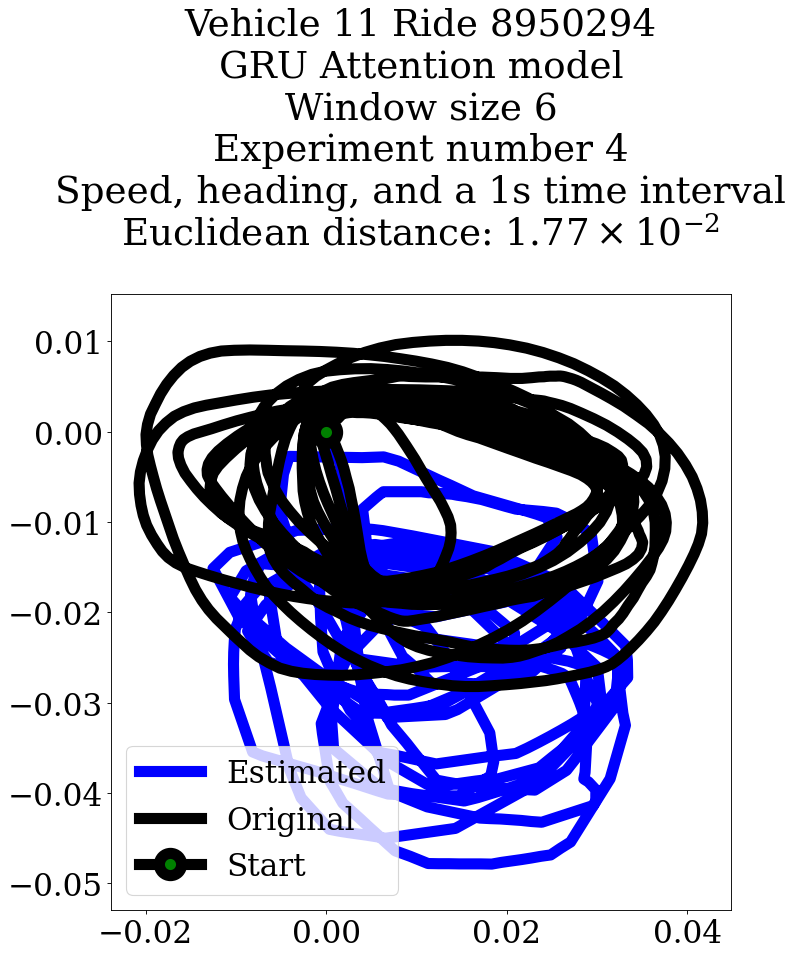 Vehicle 11 Ride 8950294
GRU Attention model
Window size 6
Experiment number 4
Speed, heading, and a 1s time interval
Euclidean distance: 1.77 × 10⁻²
0.01
0.00
−0.01
−0.02
−0.03
−0.04
−0.05
Estimated
Original
Start
−0.02
0.00
0.02
0.04